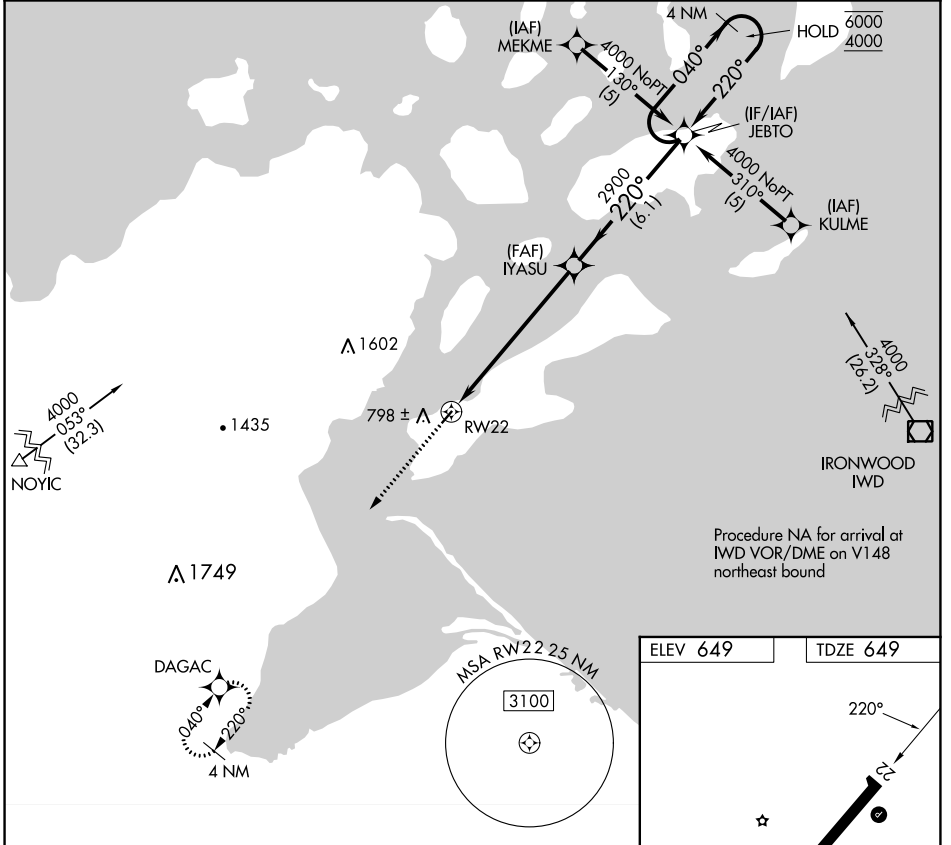 (IAF)
MEKME
4000 NoPT
130°
(5)
4 NM
040°
220°
HOLD
6000
4000
(IF/IAF)
JEBTO
2900
220°
(6.1)
4000 NoPT
310°
(5)
(IAF)
KULME
(FAF)
IYASU
1602
798 ±
RW22
4000
053°
(32.3)
NOYIC
1435
4000
328°
(26.2)
IRONWOOD
IWD
Procedure NA for arrival at
IWD VOR/DME on V148
northeast bound
1749
DAGAC
040°
220°
4 NM
MSA RW22 25 NM
3100
ELEV 649
TDZE 649
220°
22
P